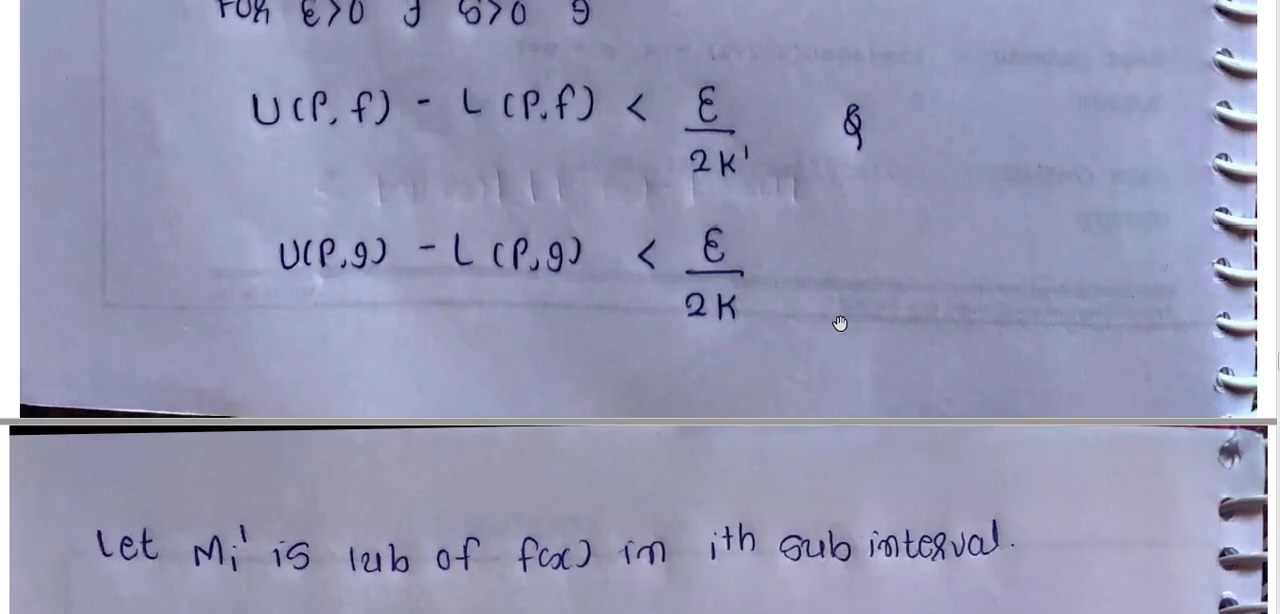 FOR ε>0 ∃ δ>0 ∋
U(P, f) - L(P, f) < ε/2K' &
U(P, g) - L(P, g) < ε/2K
Let Mi' is lub of f(x) in ith sub interval.